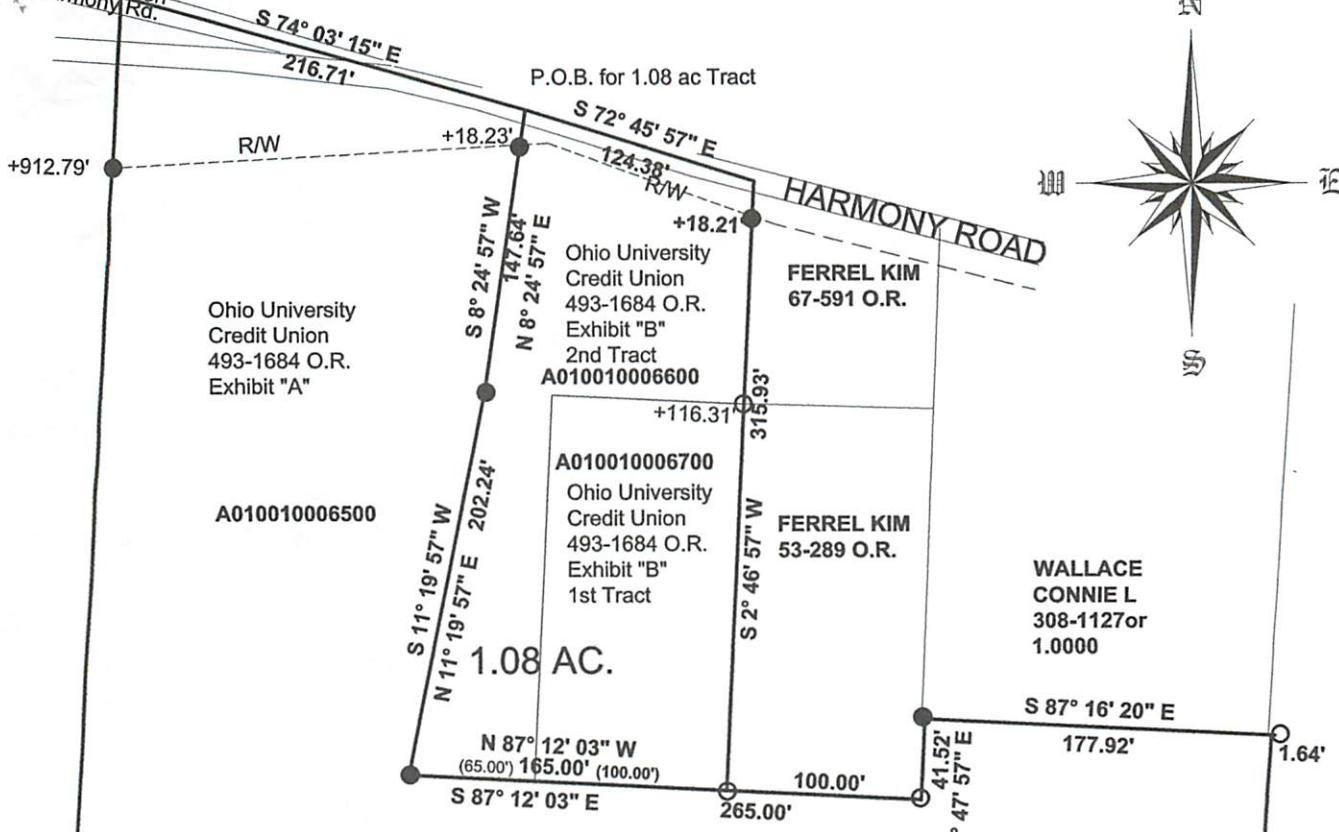 Rd.
S 74° 03' 15" E
216.71'
P.O.B. for 1.08 ac Tract
S 72° 45' 57" E
124.38'
R/W
+18.23'
R/W
+912.79'
+18.21'
HARMONY ROAD
N
W
E
S
S 8° 24' 57" W
147.64'
N 8° 24' 57" E
Ohio University
Credit Union
493-1684 O.R.
Exhibit "B"
2nd Tract
A010010006600
FERREL KIM
67-591 O.R.
Ohio University
Credit Union
493-1684 O.R.
Exhibit "A"
+116.31'
315.93'
A010010006700
Ohio University
Credit Union
493-1684 O.R.
Exhibit "B"
1st Tract
A010010006500
S 11° 19' 57" W
N 11° 19' 57" E 202.24'
S 2° 46' 57" W
FERREL KIM
53-289 O.R.
WALLACE
CONNIE L
308-1127or
1.0000
1.08 AC.
S 87° 16' 20" E
177.92'
1.64'
N 87° 12' 03" W
(65.00') 165.00' (100.00')
S 87° 12' 03" E
100.00'
265.00'
41.52'
47' 57" E